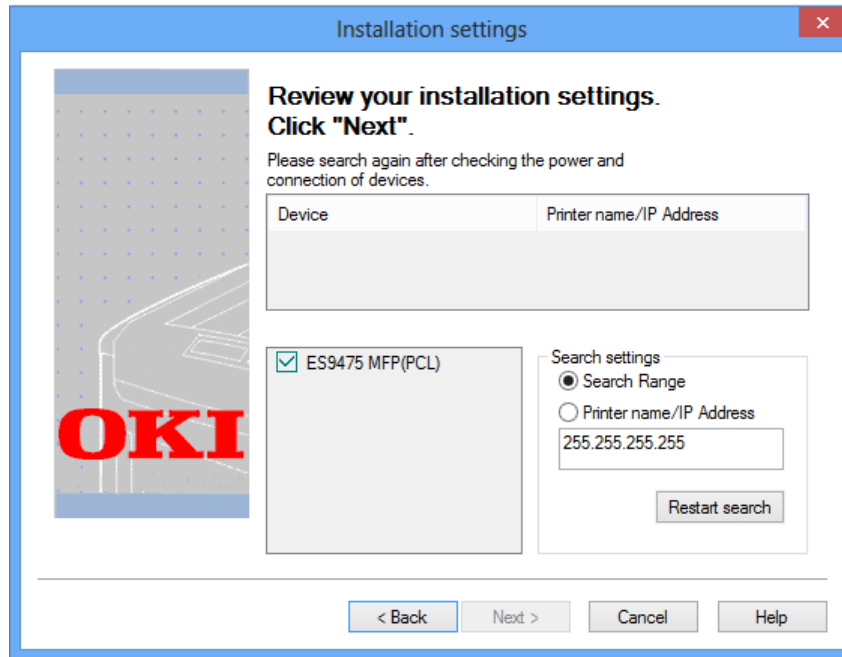 Installation settings
Review your installation settings.
Click "Next".
Please search again after checking the power and
connection of devices.
Device Printer name/IP Address
ES9475 MFP(PCL)
Search settings
Search Range
Printer name/IP Address
255.255.255.255
Restart search
OKI
< Back Next > Cancel Help